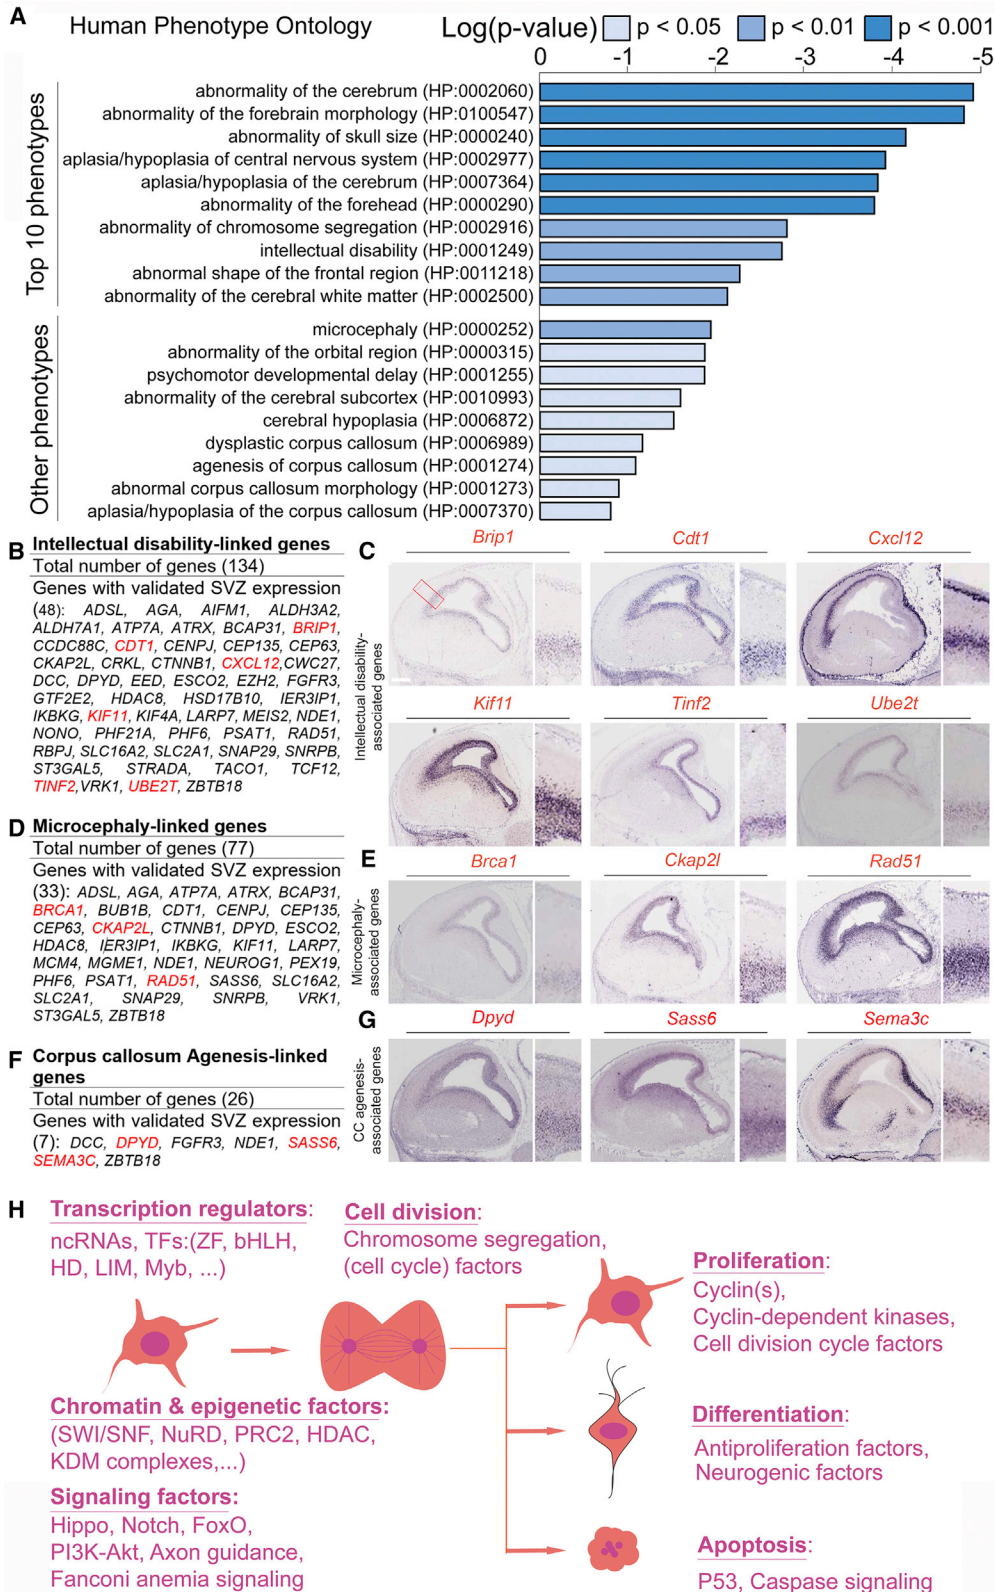 A Human Phenotype Ontology
Log(p-value) p < 0.05 p < 0.01 p < 0.001
0 -1 -2 -3 -4 -5
Top 10 phenotypes
abnormality of the cerebrum (HP:0002060)
abnormality of the forebrain morphology (HP:0100547)
abnormality of skull size (HP:0000240)
aplasia/hypoplasia of central nervous system (HP:0002977)
aplasia/hypoplasia of the cerebrum (HP:0007364)
abnormality of the forehead (HP:0000290)
abnormality of chromosome segregation (HP:0002916)
intellectual disability (HP:0001249)
abnormal shape of the frontal region (HP:0011218)
abnormality of the cerebral white matter (HP:0002500)
Other phenotypes
microcephaly (HP:0000252)
abnormality of the orbital region (HP:0000315)
psychomotor developmental delay (HP:0001255)
abnormality of the cerebral subcortex (HP:0010993)
cerebral hypoplasia (HP:0006872)
dysplastic corpus callosum (HP:0006989)
agenesis of corpus callosum (HP:0001274)
abnormal corpus callosum morphology (HP:0001273)
aplasia/hypoplasia of the corpus callosum (HP:0007370)
B Intellectual disability-linked genes
Total number of genes (134)
Genes with validated SVZ expression
(48): ADSL, AGA, AIFM1, ALDH3A2,
ALDH7A1, ATP7A, ATRX, BCAP31, BRIP1,
CCDC88C, CDT1, CENPJ, CEP135, CEP63,
CKAP2L, CRKL, CTNNB1, CXCL12,CWC27,
DCC, DPYD, EED, ESCO2, EZH2, FGFR3,
GTF2E2, HDAC8, HSD17B10, IER3IP1,
IKBKG, KIF11, KIF4A, LARP7, MEIS2, NDE1,
NONO, PHF21A, PHF6, PSAT1, RAD51,
RBPJ, SLC16A2, SLC2A1, SNAP29, SNRPB,
ST3GAL5, STRADA, TACO1, TCF12,
TINF2,VRK1, UBE2T, ZBTB18
C
Intellectual disability-
associated genes
Brip1 Cdt1 Cxcl12
Kif11 Tinf2 Ube2t
D Microcephaly-linked genes
Total number of genes (77)
Genes with validated SVZ expression
(33): ADSL, AGA, ATP7A, ATRX, BCAP31,
BRCA1, BUB1B, CDT1, CENPJ, CEP135,
CEP63, CKAP2L, CTNNB1, DPYD, ESCO2,
HDAC8, IER3IP1, IKBKG, KIF11, LARP7,
MCM4, MGME1, NDE1, NEUROG1, PEX19,
PHF6, PSAT1, RAD51, SASS6, SLC16A2,
SLC2A1, SNAP29, SNRPB, VRK1,
ST3GAL5, ZBTB18
E
Microcephaly-
associated genes
Brca1 Ckap2l Rad51
F Corpus callosum Agenesis-linked
genes
Total number of genes (26)
Genes with validated SVZ expression
(7): DCC, DPYD, FGFR3, NDE1, SASS6,
SEMA3C, ZBTB18
G
CC agenesis-
associated genes
Dpyd Sass6 Sema3c
H Transcription regulators:
ncRNAs, TFs:(ZF, bHLH,
HD, LIM, Myb, ...)
Cell division:
Chromosome segregation,
(cell cycle) factors
Proliferation:
Cyclin(s),
Cyclin-dependent kinases,
Cell division cycle factors
Chromatin & epigenetic factors:
(SWI/SNF, NuRD, PRC2, HDAC,
KDM complexes,...)
Differentiation:
Antiproliferation factors,
Neurogenic factors
Signaling factors:
Hippo, Notch, FoxO,
PI3K-Akt, Axon guidance,
Fanconi anemia signaling
Apoptosis:
P53, Caspase signaling